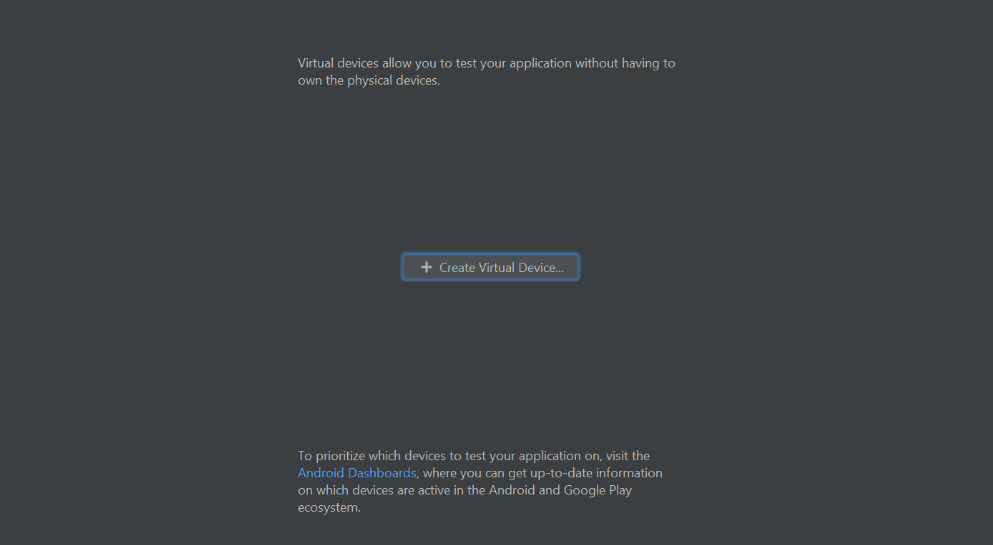 Virtual devices allow you to test your application without having to
own the physical devices.
+ Create Virtual Device...
To prioritize which devices to test your application on, visit the
Android Dashboards, where you can get up-to-date information
on which devices are active in the Android and Google Play
ecosystem.